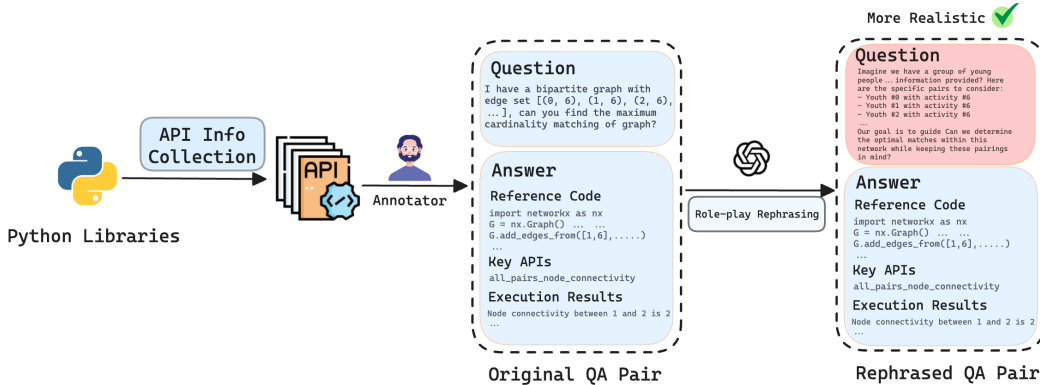 More Realistic
API Info
Collection
Python Libraries
API
</>
Annotator
Question
I have a bipartite graph with
edge set [(0, 6), (1, 6), (2, 6),
...], can you find the maximum
cardinality matching of graph?
Answer
Reference Code
import networkx as nx
G = nx.Graph() ... ...
G.add_edges_from([1,6],.....)
...
Key APIs
all_pairs_node_connectivity
Execution Results
Node connectivity between 1 and 2 is 2
...
Original QA Pair
Role-play Rephrasing
Question
Imagine we have a group of young
people ... information provided? Here
are the specific pairs to consider:
- Youth #0 with activity #6
- Youth #1 with activity #6
- Youth #2 with activity #6
...
Our goal is to guide Can we determine
the optimal matches within this
network while keeping these pairings
in mind?
Answer
Reference Code
import networkx as nx
G = nx.Graph() ... ...
G.add_edges_from([1,6],.....)
...
Key APIs
all_pairs_node_connectivity
Execution Results
Node connectivity between 1 and 2 is 2
...
Rephrased QA Pair